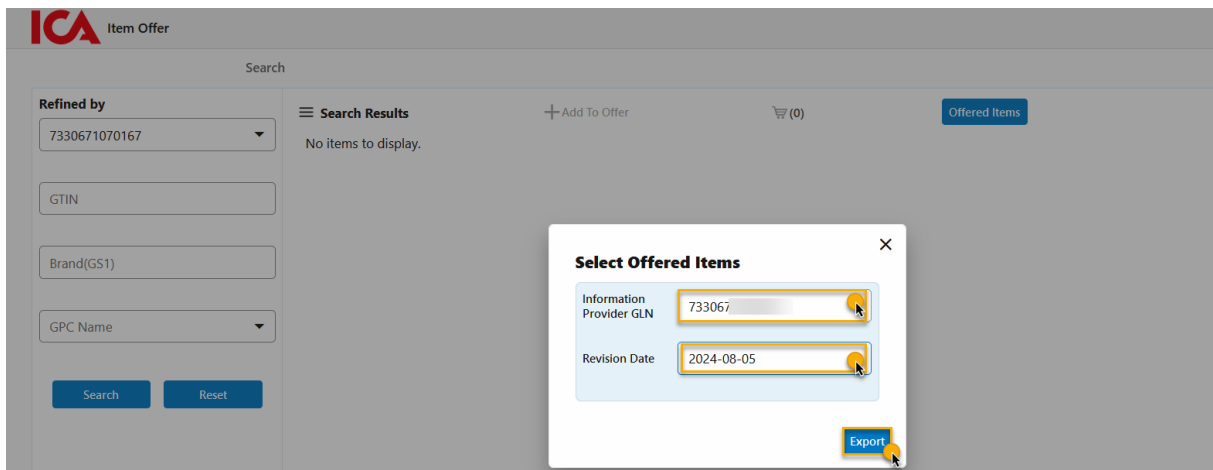 ICA Item Offer
Search
Refined by
7330671070167
GTIN
Brand(GS1)
GPC Name
Search Reset
Search Results Add To Offer (0) Offered Items
No items to display.
Select Offered Items
Information
Provider GLN
733067
Revision Date 2024-08-05
Export